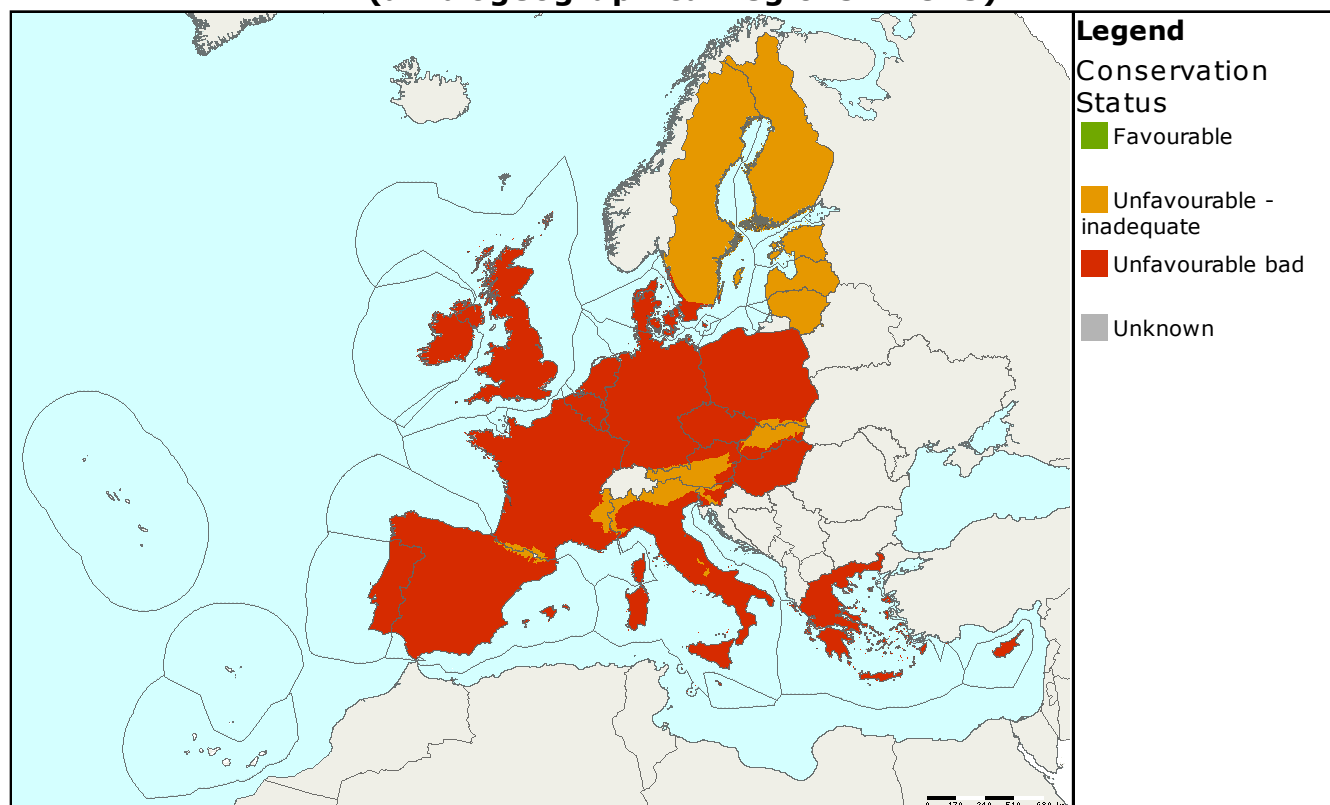 Legend
Conservation
Status
Favourable
Unfavourable -
inadequate
Unfavourable bad
Unknown